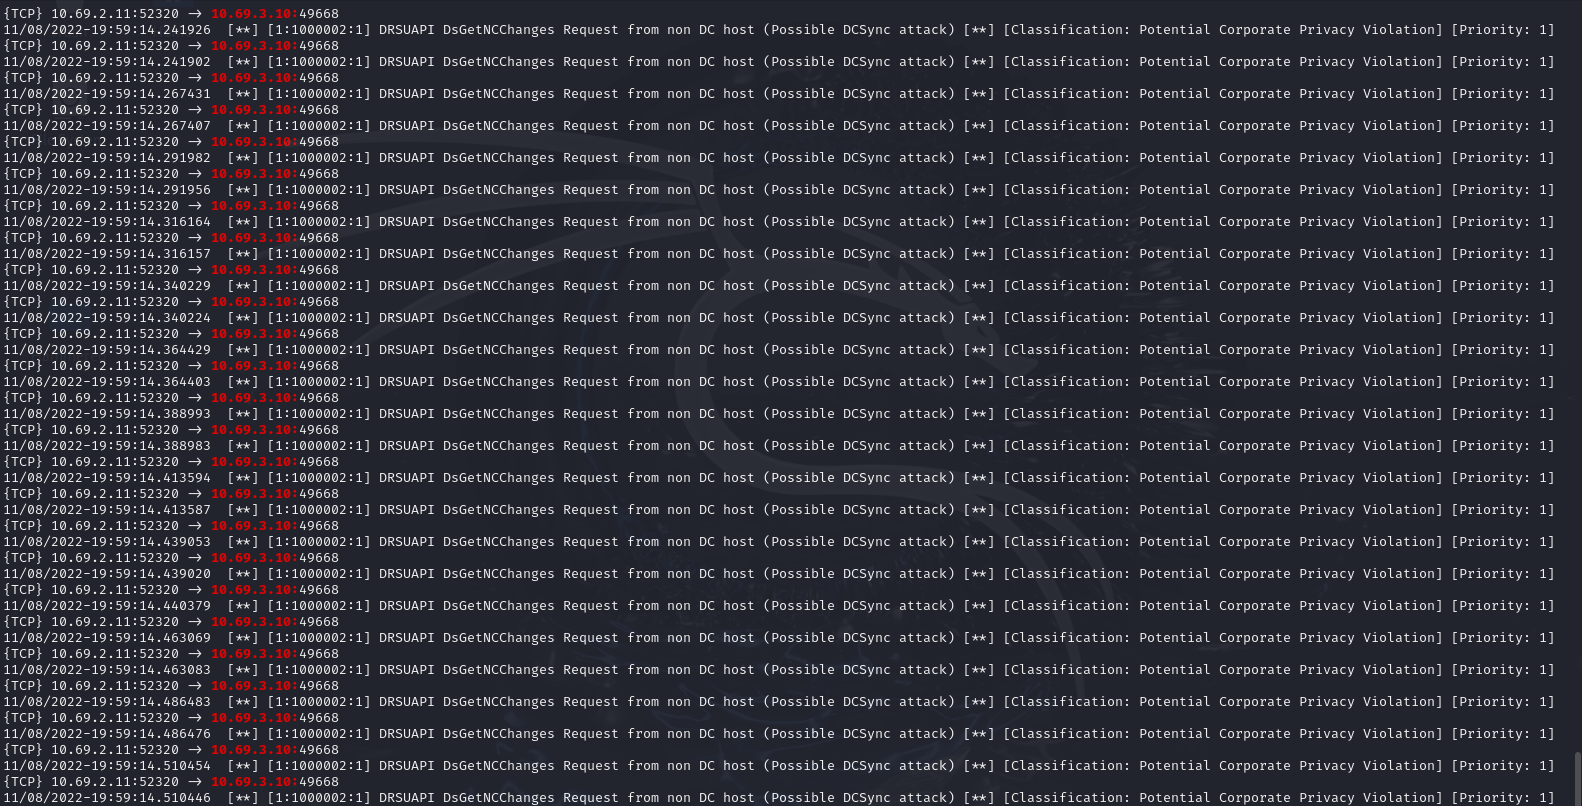 {TCP} 10.69.2.11:52320 → 10.69.3.10:49668
11/08/2022-19:59:14.241926  [**] [1:1000002:1] DRSUAPI DsGetNCChanges Request from non DC host (Possible DCSync attack) [**] [Classification: Potential Corporate Privacy Violation] [Priority: 1]
{TCP} 10.69.2.11:52320 → 10.69.3.10:49668
11/08/2022-19:59:14.241902  [**] [1:1000002:1] DRSUAPI DsGetNCChanges Request from non DC host (Possible DCSync attack) [**] [Classification: Potential Corporate Privacy Violation] [Priority: 1]
{TCP} 10.69.2.11:52320 → 10.69.3.10:49668
11/08/2022-19:59:14.267431  [**] [1:1000002:1] DRSUAPI DsGetNCChanges Request from non DC host (Possible DCSync attack) [**] [Classification: Potential Corporate Privacy Violation] [Priority: 1]
{TCP} 10.69.2.11:52320 → 10.69.3.10:49668
11/08/2022-19:59:14.267407  [**] [1:1000002:1] DRSUAPI DsGetNCChanges Request from non DC host (Possible DCSync attack) [**] [Classification: Potential Corporate Privacy Violation] [Priority: 1]
{TCP} 10.69.2.11:52320 → 10.69.3.10:49668
11/08/2022-19:59:14.291982  [**] [1:1000002:1] DRSUAPI DsGetNCChanges Request from non DC host (Possible DCSync attack) [**] [Classification: Potential Corporate Privacy Violation] [Priority: 1]
{TCP} 10.69.2.11:52320 → 10.69.3.10:49668
11/08/2022-19:59:14.291956  [**] [1:1000002:1] DRSUAPI DsGetNCChanges Request from non DC host (Possible DCSync attack) [**] [Classification: Potential Corporate Privacy Violation] [Priority: 1]
{TCP} 10.69.2.11:52320 → 10.69.3.10:49668
11/08/2022-19:59:14.316164  [**] [1:1000002:1] DRSUAPI DsGetNCChanges Request from non DC host (Possible DCSync attack) [**] [Classification: Potential Corporate Privacy Violation] [Priority: 1]
{TCP} 10.69.2.11:52320 → 10.69.3.10:49668
11/08/2022-19:59:14.316157  [**] [1:1000002:1] DRSUAPI DsGetNCChanges Request from non DC host (Possible DCSync attack) [**] [Classification: Potential Corporate Privacy Violation] [Priority: 1]
{TCP} 10.69.2.11:52320 → 10.69.3.10:49668
11/08/2022-19:59:14.340229  [**] [1:1000002:1] DRSUAPI DsGetNCChanges Request from non DC host (Possible DCSync attack) [**] [Classification: Potential Corporate Privacy Violation] [Priority: 1]
{TCP} 10.69.2.11:52320 → 10.69.3.10:49668
11/08/2022-19:59:14.340224  [**] [1:1000002:1] DRSUAPI DsGetNCChanges Request from non DC host (Possible DCSync attack) [**] [Classification: Potential Corporate Privacy Violation] [Priority: 1]
{TCP} 10.69.2.11:52320 → 10.69.3.10:49668
11/08/2022-19:59:14.364429  [**] [1:1000002:1] DRSUAPI DsGetNCChanges Request from non DC host (Possible DCSync attack) [**] [Classification: Potential Corporate Privacy Violation] [Priority: 1]
{TCP} 10.69.2.11:52320 → 10.69.3.10:49668
11/08/2022-19:59:14.364403  [**] [1:1000002:1] DRSUAPI DsGetNCChanges Request from non DC host (Possible DCSync attack) [**] [Classification: Potential Corporate Privacy Violation] [Priority: 1]
{TCP} 10.69.2.11:52320 → 10.69.3.10:49668
11/08/2022-19:59:14.388993  [**] [1:1000002:1] DRSUAPI DsGetNCChanges Request from non DC host (Possible DCSync attack) [**] [Classification: Potential Corporate Privacy Violation] [Priority: 1]
{TCP} 10.69.2.11:52320 → 10.69.3.10:49668
11/08/2022-19:59:14.388983  [**] [1:1000002:1] DRSUAPI DsGetNCChanges Request from non DC host (Possible DCSync attack) [**] [Classification: Potential Corporate Privacy Violation] [Priority: 1]
{TCP} 10.69.2.11:52320 → 10.69.3.10:49668
11/08/2022-19:59:14.413594  [**] [1:1000002:1] DRSUAPI DsGetNCChanges Request from non DC host (Possible DCSync attack) [**] [Classification: Potential Corporate Privacy Violation] [Priority: 1]
{TCP} 10.69.2.11:52320 → 10.69.3.10:49668
11/08/2022-19:59:14.413587  [**] [1:1000002:1] DRSUAPI DsGetNCChanges Request from non DC host (Possible DCSync attack) [**] [Classification: Potential Corporate Privacy Violation] [Priority: 1]
{TCP} 10.69.2.11:52320 → 10.69.3.10:49668
11/08/2022-19:59:14.439053  [**] [1:1000002:1] DRSUAPI DsGetNCChanges Request from non DC host (Possible DCSync attack) [**] [Classification: Potential Corporate Privacy Violation] [Priority: 1]
{TCP} 10.69.2.11:52320 → 10.69.3.10:49668
11/08/2022-19:59:14.439020  [**] [1:1000002:1] DRSUAPI DsGetNCChanges Request from non DC host (Possible DCSync attack) [**] [Classification: Potential Corporate Privacy Violation] [Priority: 1]
{TCP} 10.69.2.11:52320 → 10.69.3.10:49668
11/08/2022-19:59:14.440379  [**] [1:1000002:1] DRSUAPI DsGetNCChanges Request from non DC host (Possible DCSync attack) [**] [Classification: Potential Corporate Privacy Violation] [Priority: 1]
{TCP} 10.69.2.11:52320 → 10.69.3.10:49668
11/08/2022-19:59:14.463069  [**] [1:1000002:1] DRSUAPI DsGetNCChanges Request from non DC host (Possible DCSync attack) [**] [Classification: Potential Corporate Privacy Violation] [Priority: 1]
{TCP} 10.69.2.11:52320 → 10.69.3.10:49668
11/08/2022-19:59:14.463083  [**] [1:1000002:1] DRSUAPI DsGetNCChanges Request from non DC host (Possible DCSync attack) [**] [Classification: Potential Corporate Privacy Violation] [Priority: 1]
{TCP} 10.69.2.11:52320 → 10.69.3.10:49668
11/08/2022-19:59:14.486483  [**] [1:1000002:1] DRSUAPI DsGetNCChanges Request from non DC host (Possible DCSync attack) [**] [Classification: Potential Corporate Privacy Violation] [Priority: 1]
{TCP} 10.69.2.11:52320 → 10.69.3.10:49668
11/08/2022-19:59:14.486476  [**] [1:1000002:1] DRSUAPI DsGetNCChanges Request from non DC host (Possible DCSync attack) [**] [Classification: Potential Corporate Privacy Violation] [Priority: 1]
{TCP} 10.69.2.11:52320 → 10.69.3.10:49668
11/08/2022-19:59:14.510454  [**] [1:1000002:1] DRSUAPI DsGetNCChanges Request from non DC host (Possible DCSync attack) [**] [Classification: Potential Corporate Privacy Violation] [Priority: 1]
{TCP} 10.69.2.11:52320 → 10.69.3.10:49668
11/08/2022-19:59:14.510446  [**] [1:1000002:1] DRSUAPI DsGetNCChanges Request from non DC host (Possible DCSync attack) [**] [Classification: Potential Corporate Privacy Violation] [Priority: 1]